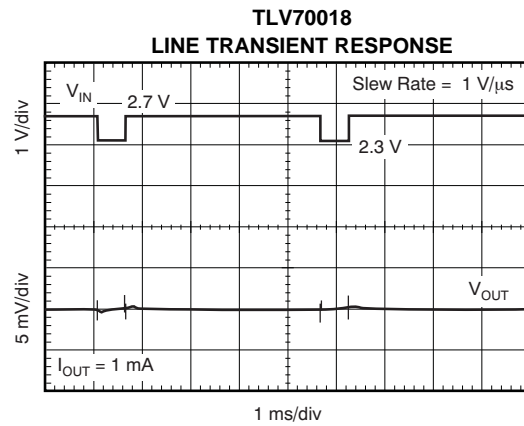 TLV70018
LINE TRANSIENT RESPONSE
V_IN
2.7 V
Slew Rate = 1 V/μs
1 V/div
2.3 V
V_OUT
5 mV/div
I_OUT = 1 mA
1 ms/div